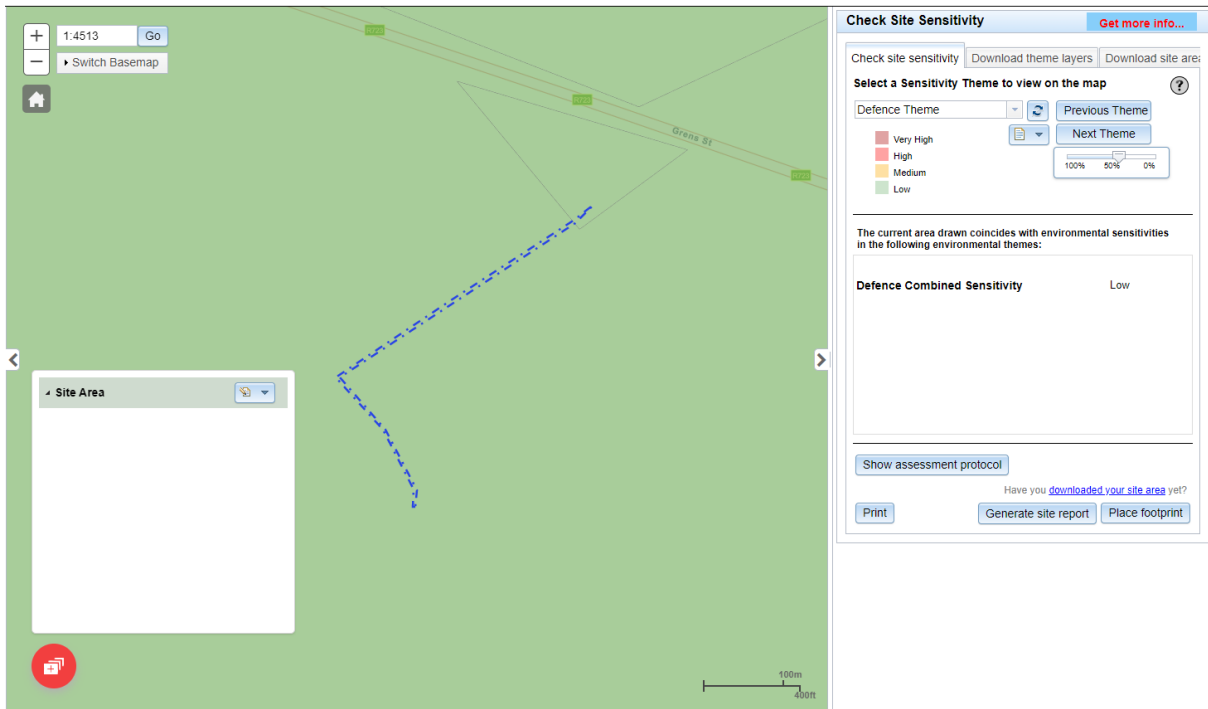 1:4513
Go
Switch Basemap
R723
R723
Grens St
R723
Site Area
100m
400ft
Check Site Sensitivity
Get more info...
Check site sensitivity
Download theme layers
Download site area
Select a Sensitivity Theme to view on the map
?
Defence Theme
Previous Theme
Next Theme
Very High
High
Medium
Low
100% 50% 0%
The current area drawn coincides with environmental sensitivities
in the following environmental themes:
Defence Combined Sensitivity Low
Show assessment protocol
Have you downloaded your site area yet?
Print
Generate site report
Place footprint